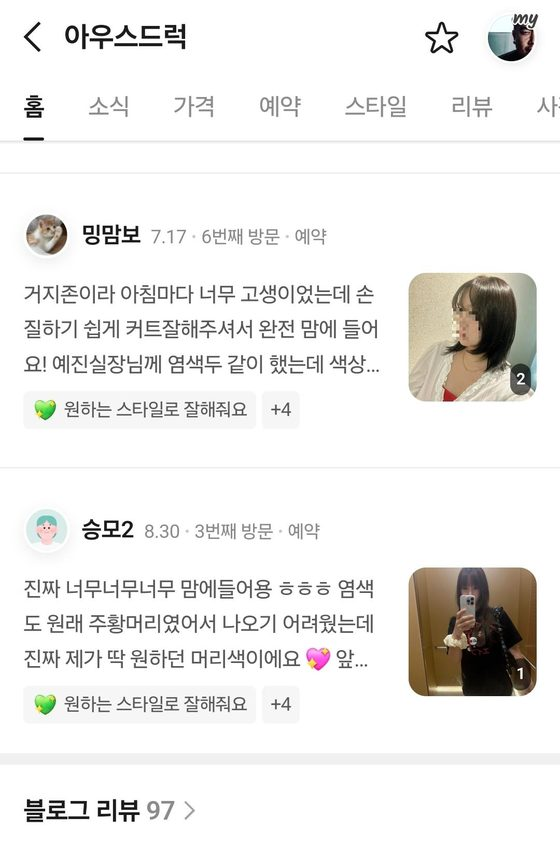 아우스드럭
my
홈 소식 가격 예약 스타일 리뷰
밍맘보 7.17 · 6번째 방문 · 예약
거지존이라 아침마다 너무 고생이었는데 손
질하기 쉽게 커트잘해주셔서 완전 맘에 들어
요! 예진실장님께 염색두 같이 했는데 색상...
2
💚 원하는 스타일로 잘해줘요 +4
승모2 8.30 · 3번째 방문 · 예약
진짜 너무너무너무 맘에들어용 ㅎㅎㅎ 염색
도 원래 주황머리였어서 나오기 어려웠는데
진짜 제가 딱 원하던 머리색이에요 💖 앞...
1
💚 원하는 스타일로 잘해줘요 +4
블로그 리뷰 97 >